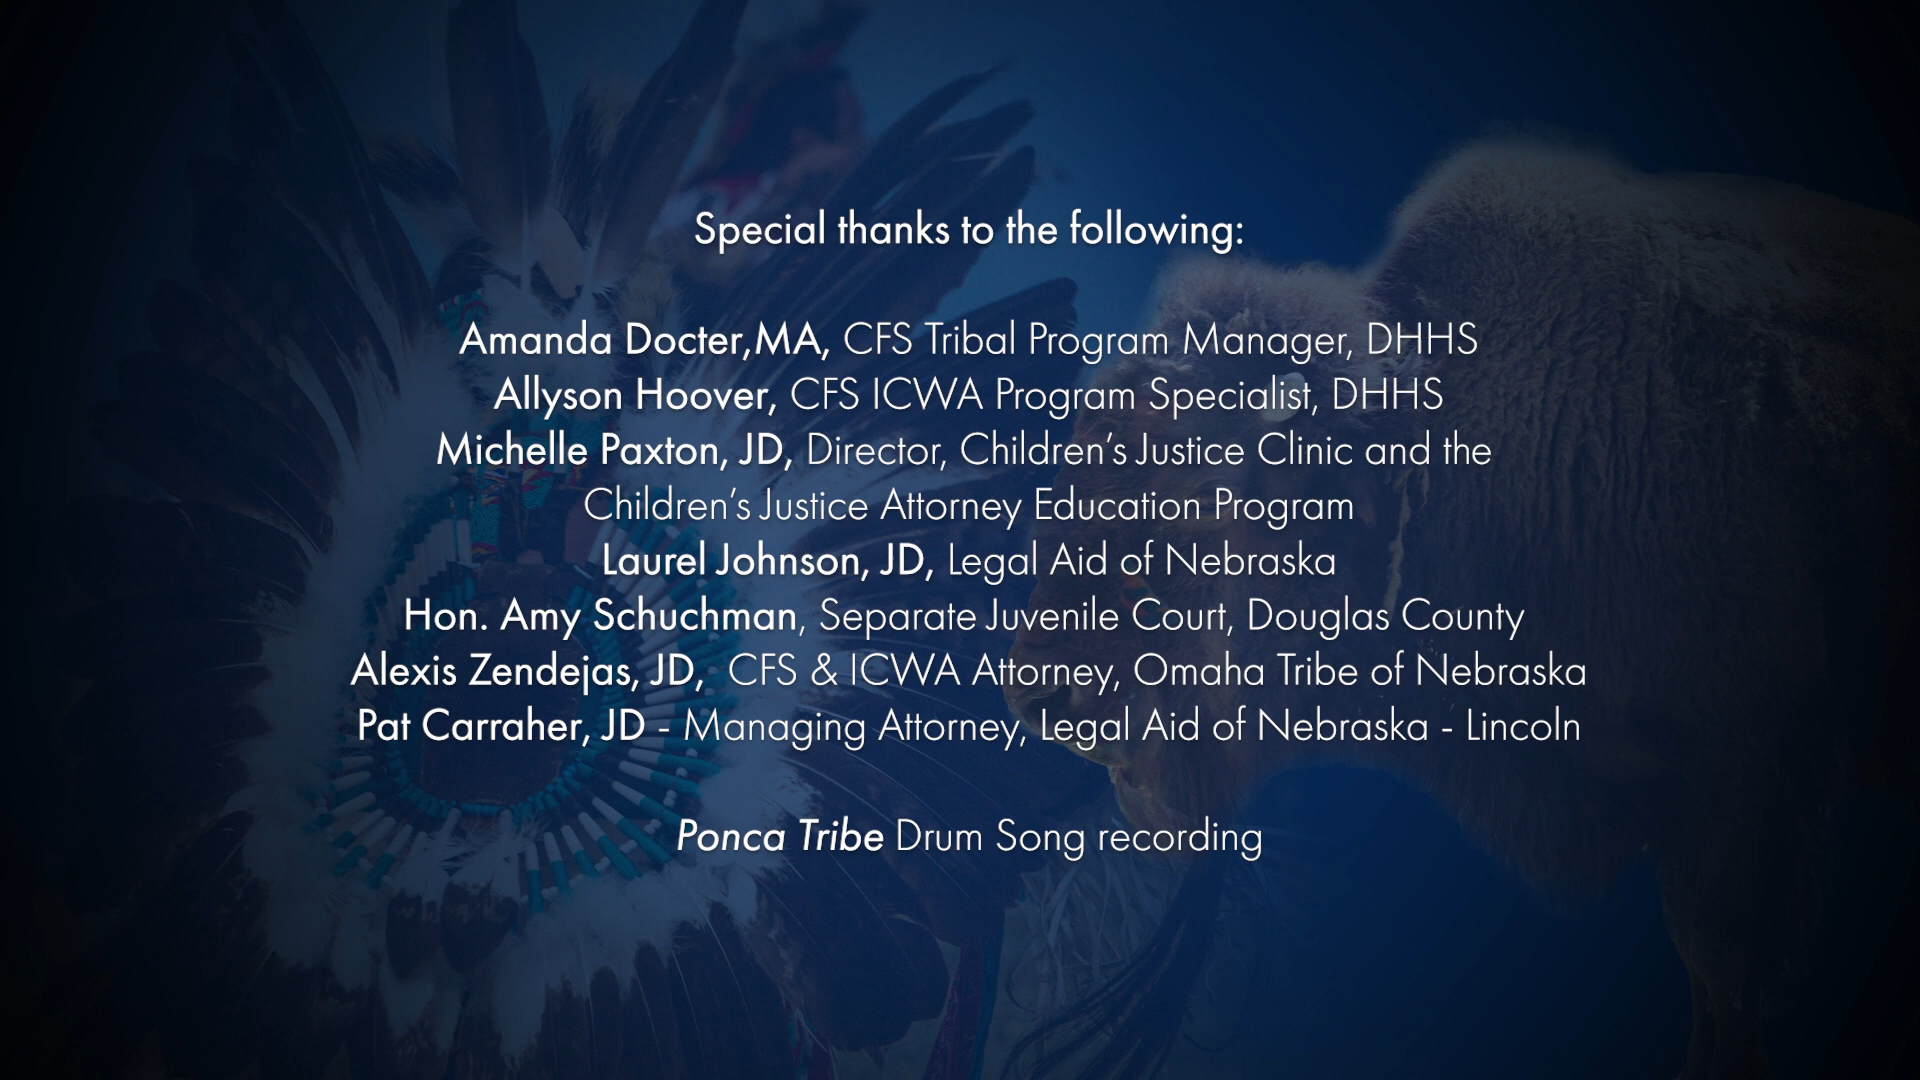 Special thanks to the following:
Amanda Docter,MA, CFS Tribal Program Manager, DHHS
Allyson Hoover, CFS ICWA Program Specialist, DHHS
Michelle Paxton, JD, Director, Children’s Justice Clinic and the
Children’s Justice Attorney Education Program
Laurel Johnson, JD, Legal Aid of Nebraska
Hon. Amy Schuchman, Separate Juvenile Court, Douglas County
Alexis Zendejas, JD, CFS & ICWA Attorney, Omaha Tribe of Nebraska
Pat Carraher, JD - Managing Attorney, Legal Aid of Nebraska - Lincoln
Ponca Tribe Drum Song recording